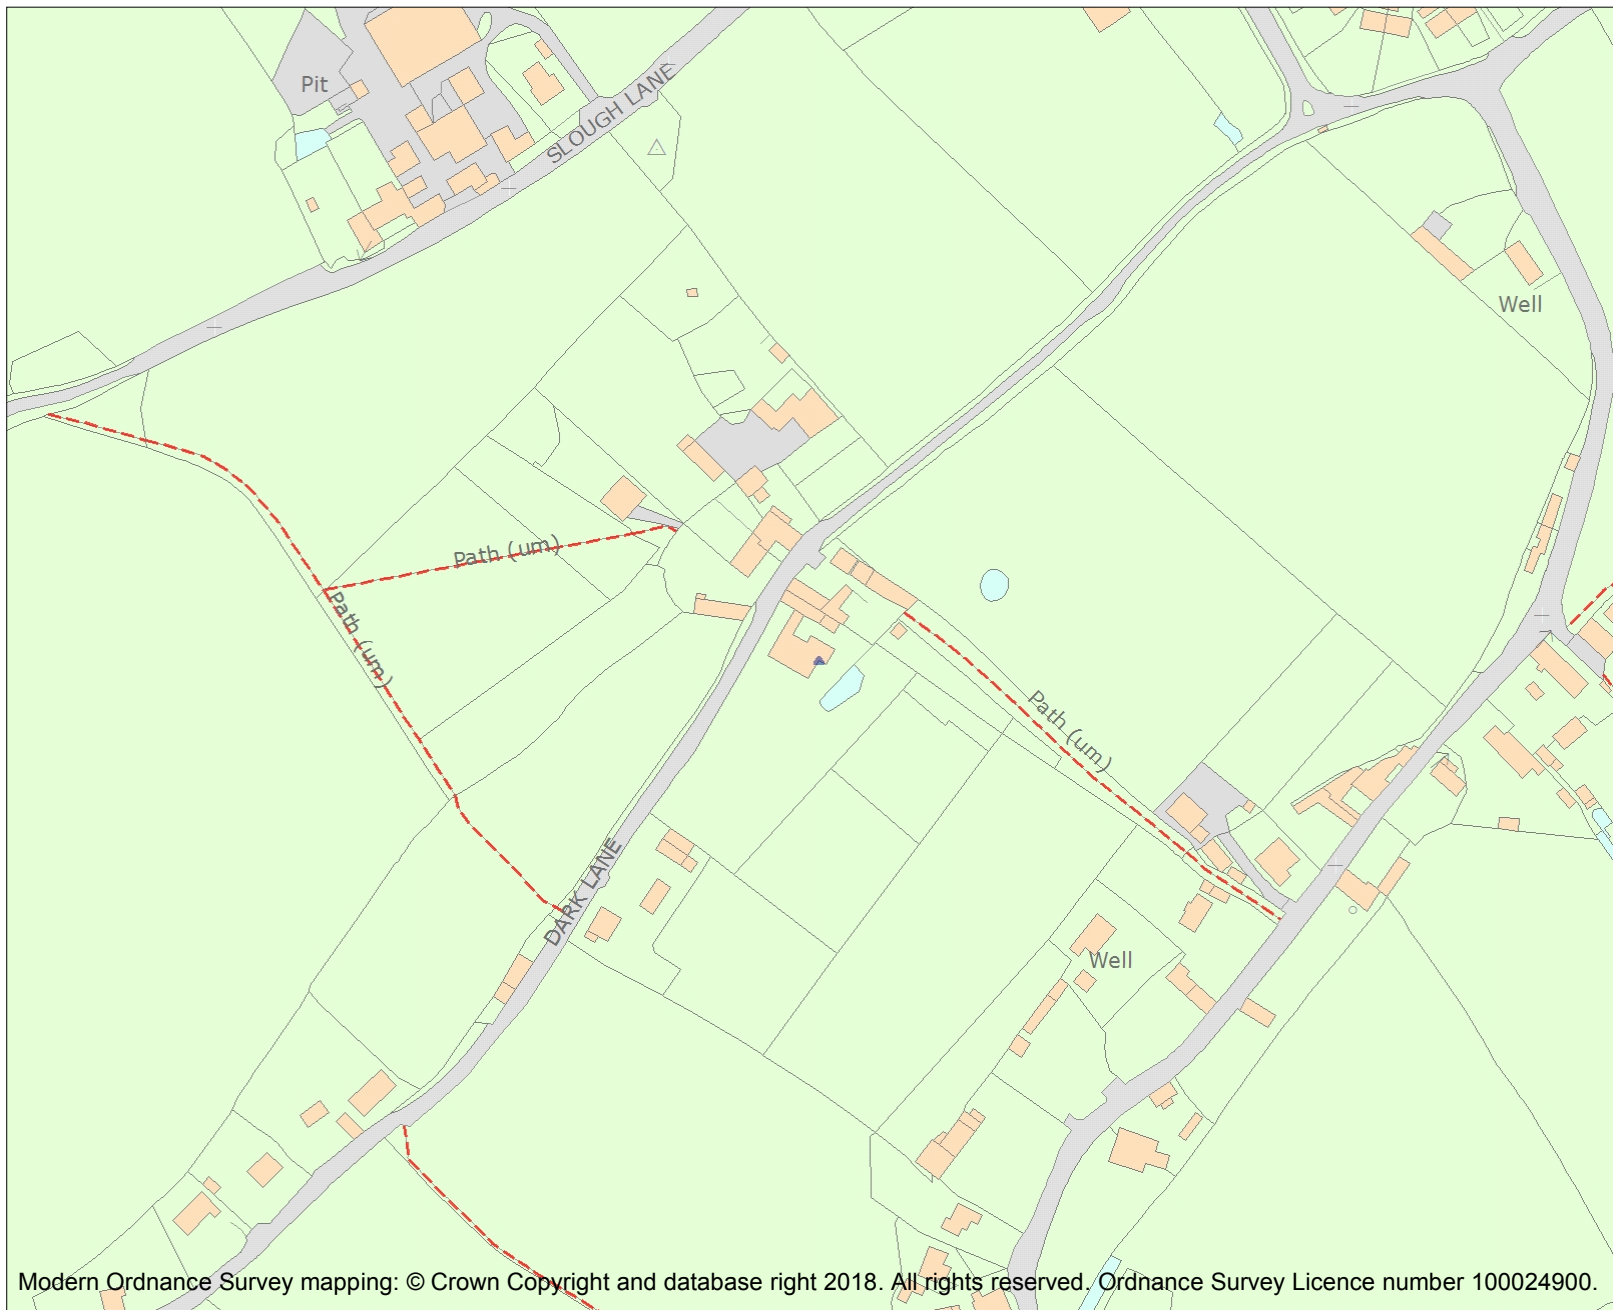 Pit
SLOUGH LANE
Well
Path (um)
Path (um)
Path (um)
DARK LANE
Well
Modern Ordnance Survey mapping: © Crown Copyright and database right 2018. All rights reserved. Ordnance Survey Licence number 100024900.